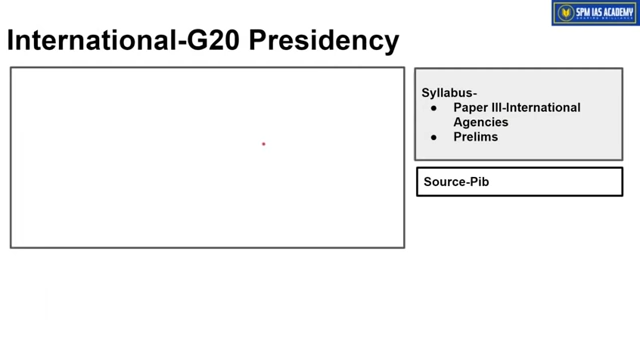 SPM IAS ACADEMY
International-G20 Presidency
Syllabus-
● Paper III-International
Agencies
● Prelims
Source-Pib